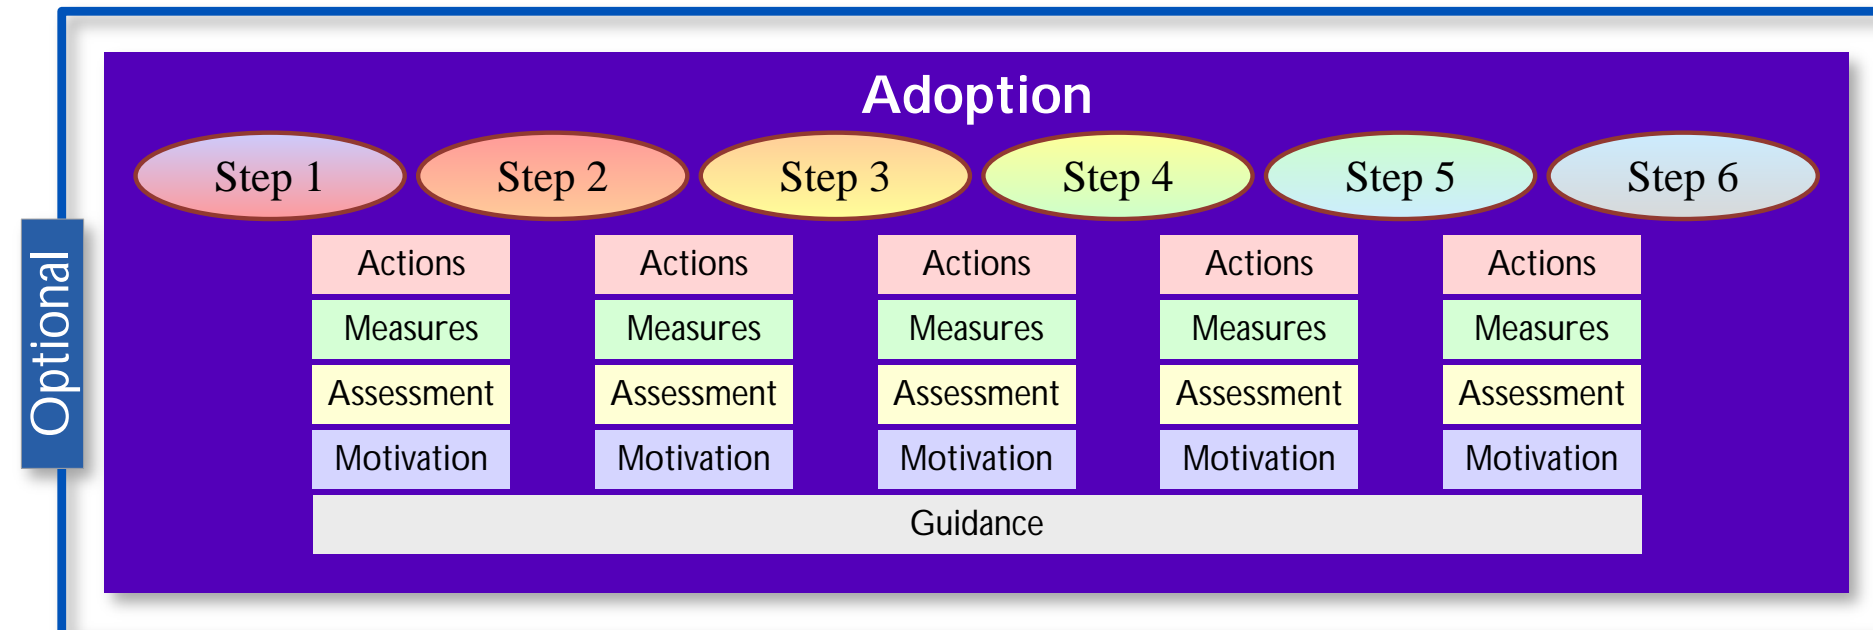 Adoption
Step 1 Step 2 Step 3 Step 4 Step 5 Step 6
Actions Actions Actions Actions Actions
Measures Measures Measures Measures Measures
Assessment Assessment Assessment Assessment Assessment
Motivation Motivation Motivation Motivation Motivation
Guidance
Optional